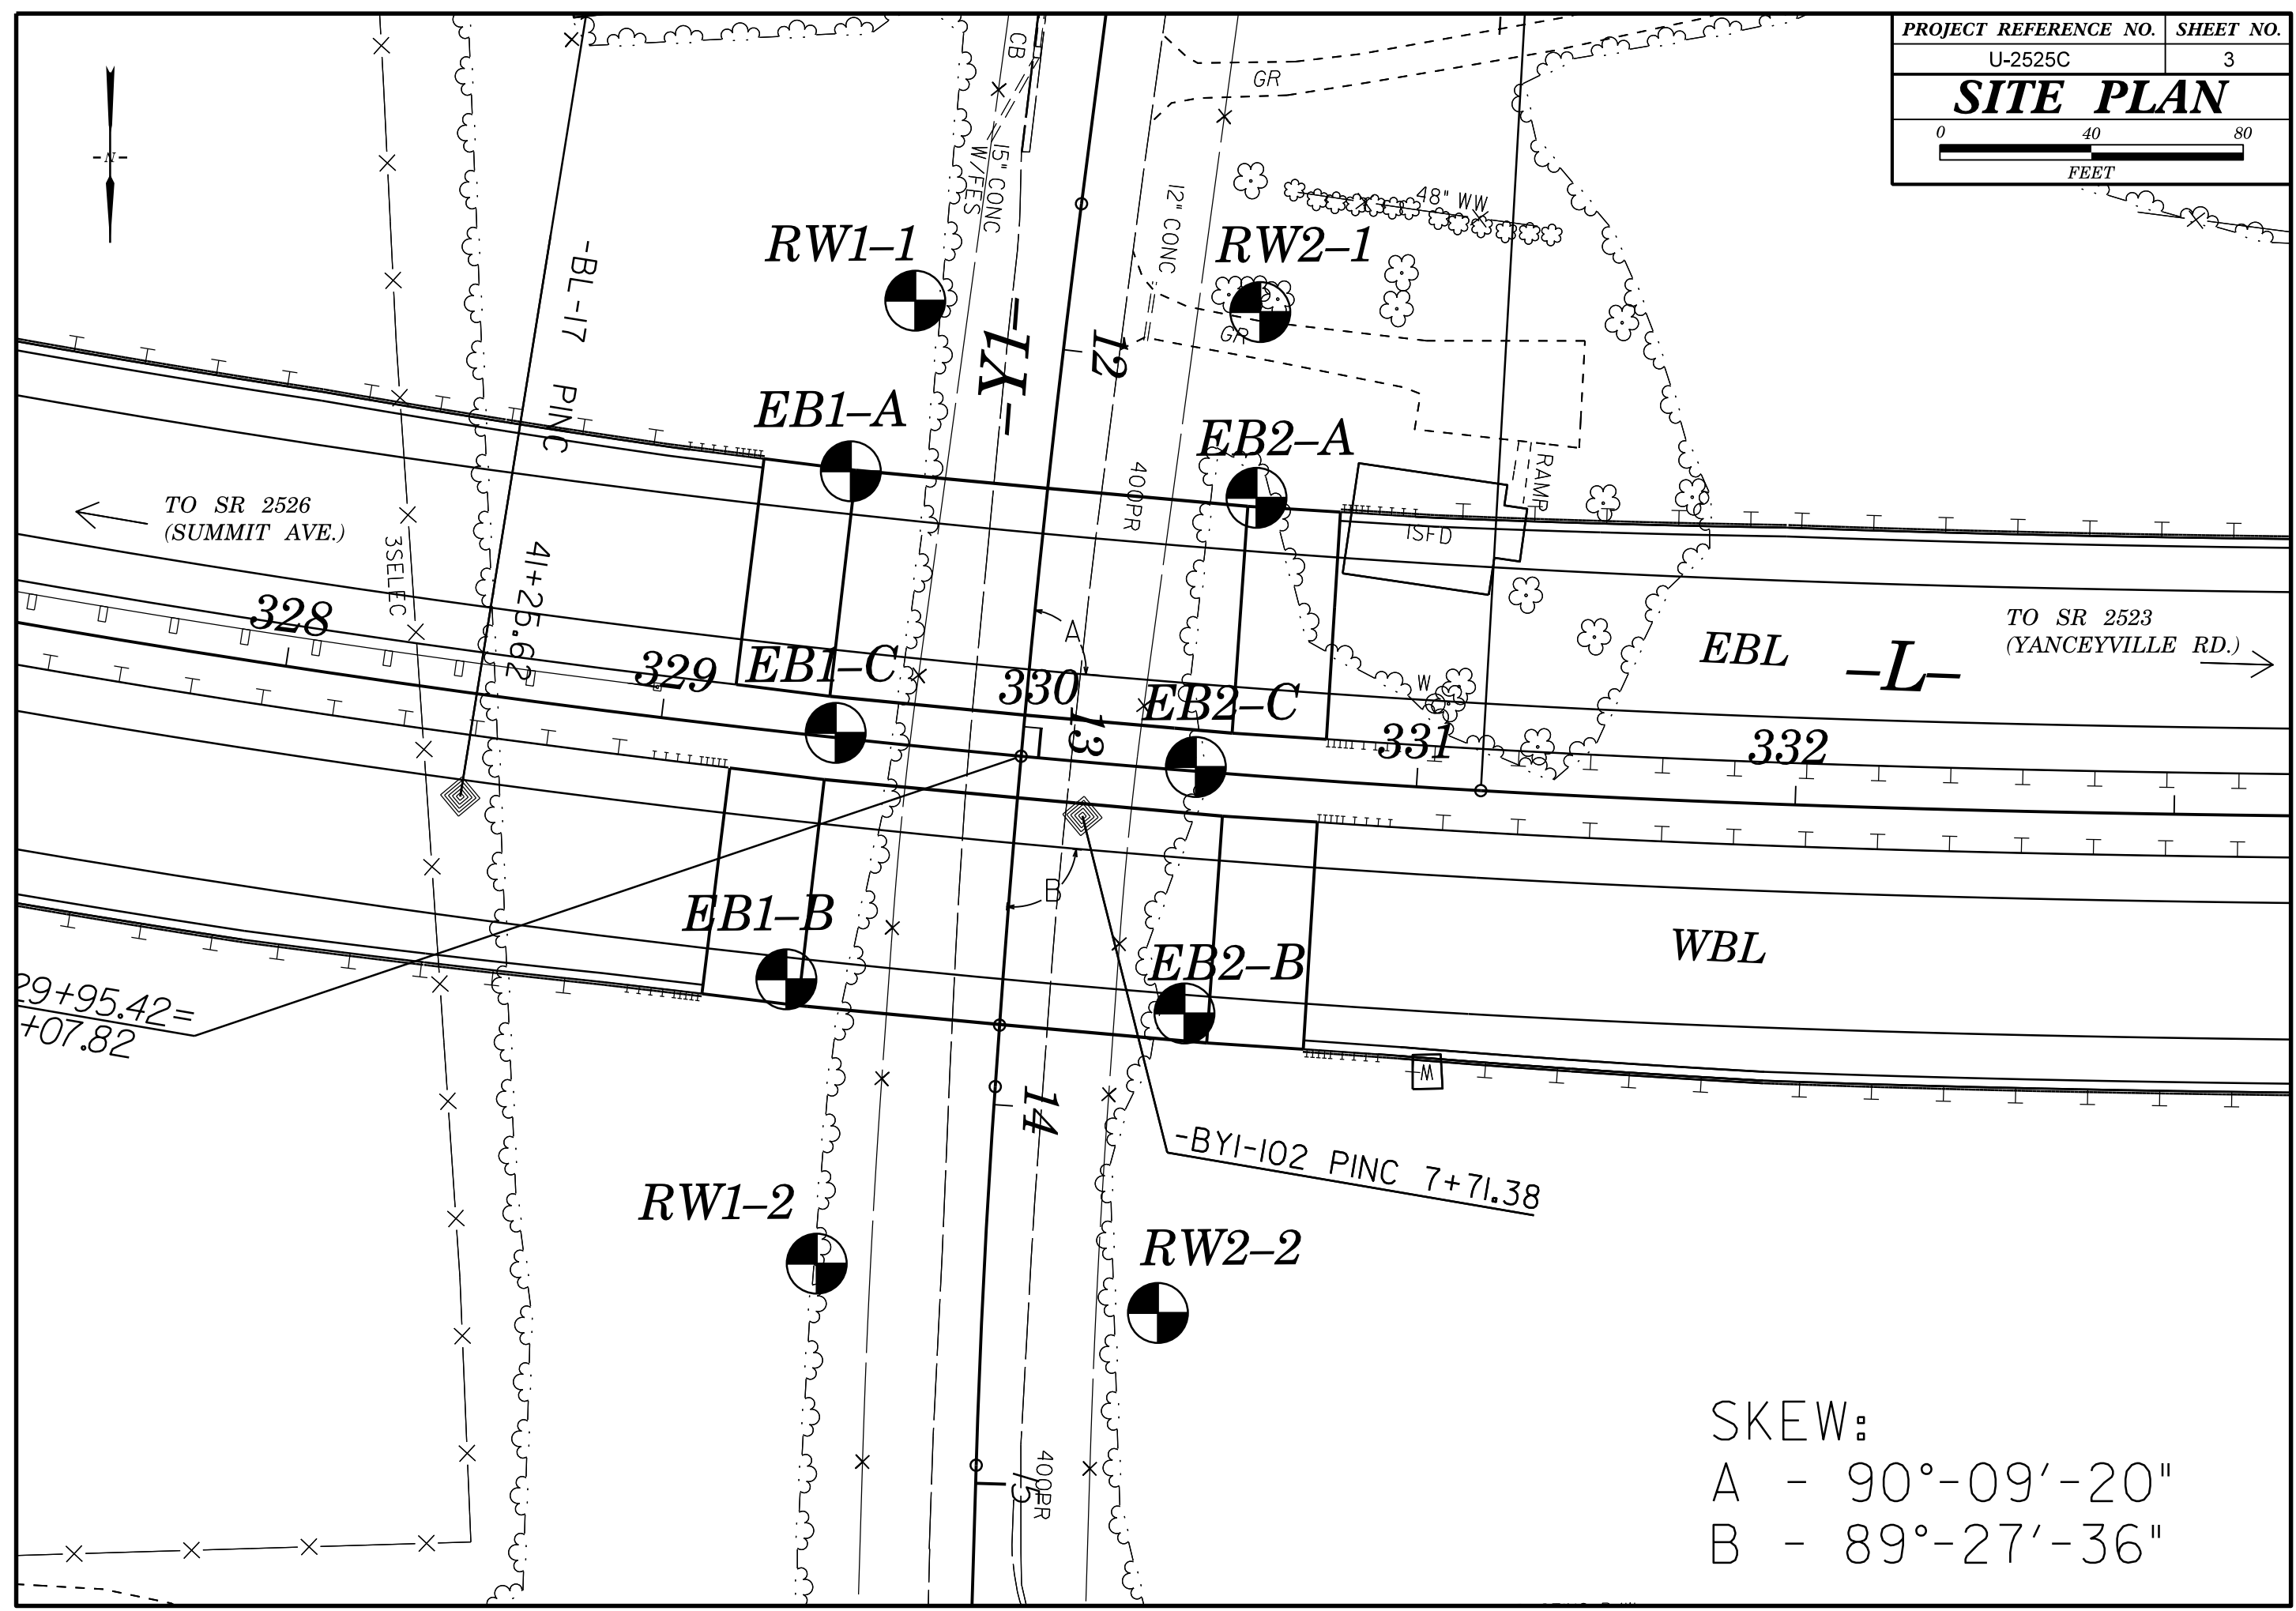 PROJECT REFERENCE NO. SHEET NO.
U-2525C 3
SITE PLAN
0 40 80
FEET
N
CB
GR
15" CONC
W/FES
12" CONC
48" WW
RW1–1
RW2–1
-BL-17 PINC 41+25.62
–Y1–
12
GR
EB1–A
EB2–A
400PR
RAMP
ISFD
TO SR 2526
(SUMMIT AVE.)
3SELEC
A
328
329
EB1–C
330
EB2–C
13
W
331
332
EBL
–L–
TO SR 2523
(YANCEYVILLE RD.)
B
EB1–B
EB2–B
WBL
29+95.42=
+07.82
W
14
-BY1-102 PINC 7+71.38
RW1–2
RW2–2
15
400PR
SKEW:
A - 90°-09'-20"
B - 89°-27'-36"